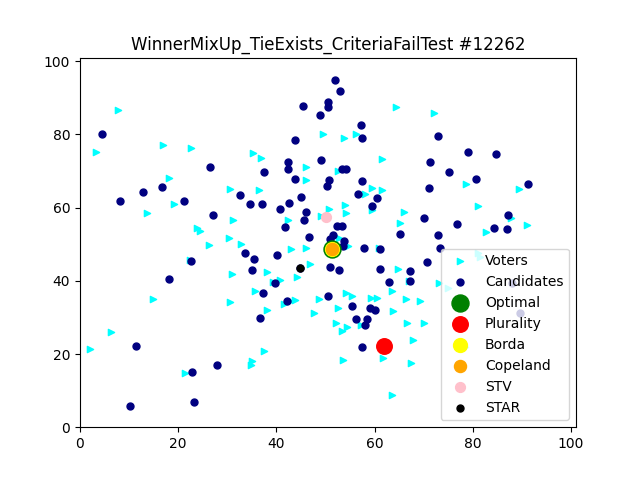 WinnerMixUp_TieExists_CriteriaFailTest #12262
100
80
60
40
20
0
0
20
40
60
80
100
Voters
Candidates
Optimal
Plurality
Borda
Copeland
STV
STAR